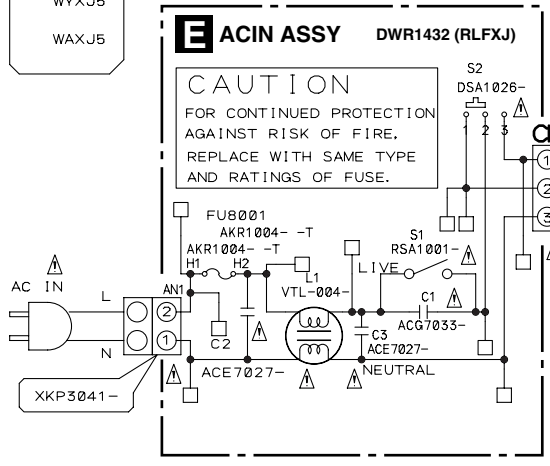 WYXJ5
WAXJ5
E ACIN ASSY DWR1432 (RLFXJ)
CAUTION
FOR CONTINUED PROTECTION
AGAINST RISK OF FIRE,
REPLACE WITH SAME TYPE
AND RATINGS OF FUSE.
S2
DSA1026-
1 2 3
1
2
3
FU8001
AKR1004- -T
AKR1004- -T
H1 H2
S1
RSA1001-
LIVE
L1
VTL-004-
AC IN
L
AN1
2
C1
ACG7033-
C2
C3
ACE7027-
N
1
ACE7027-
NEUTRAL
XKP3041-